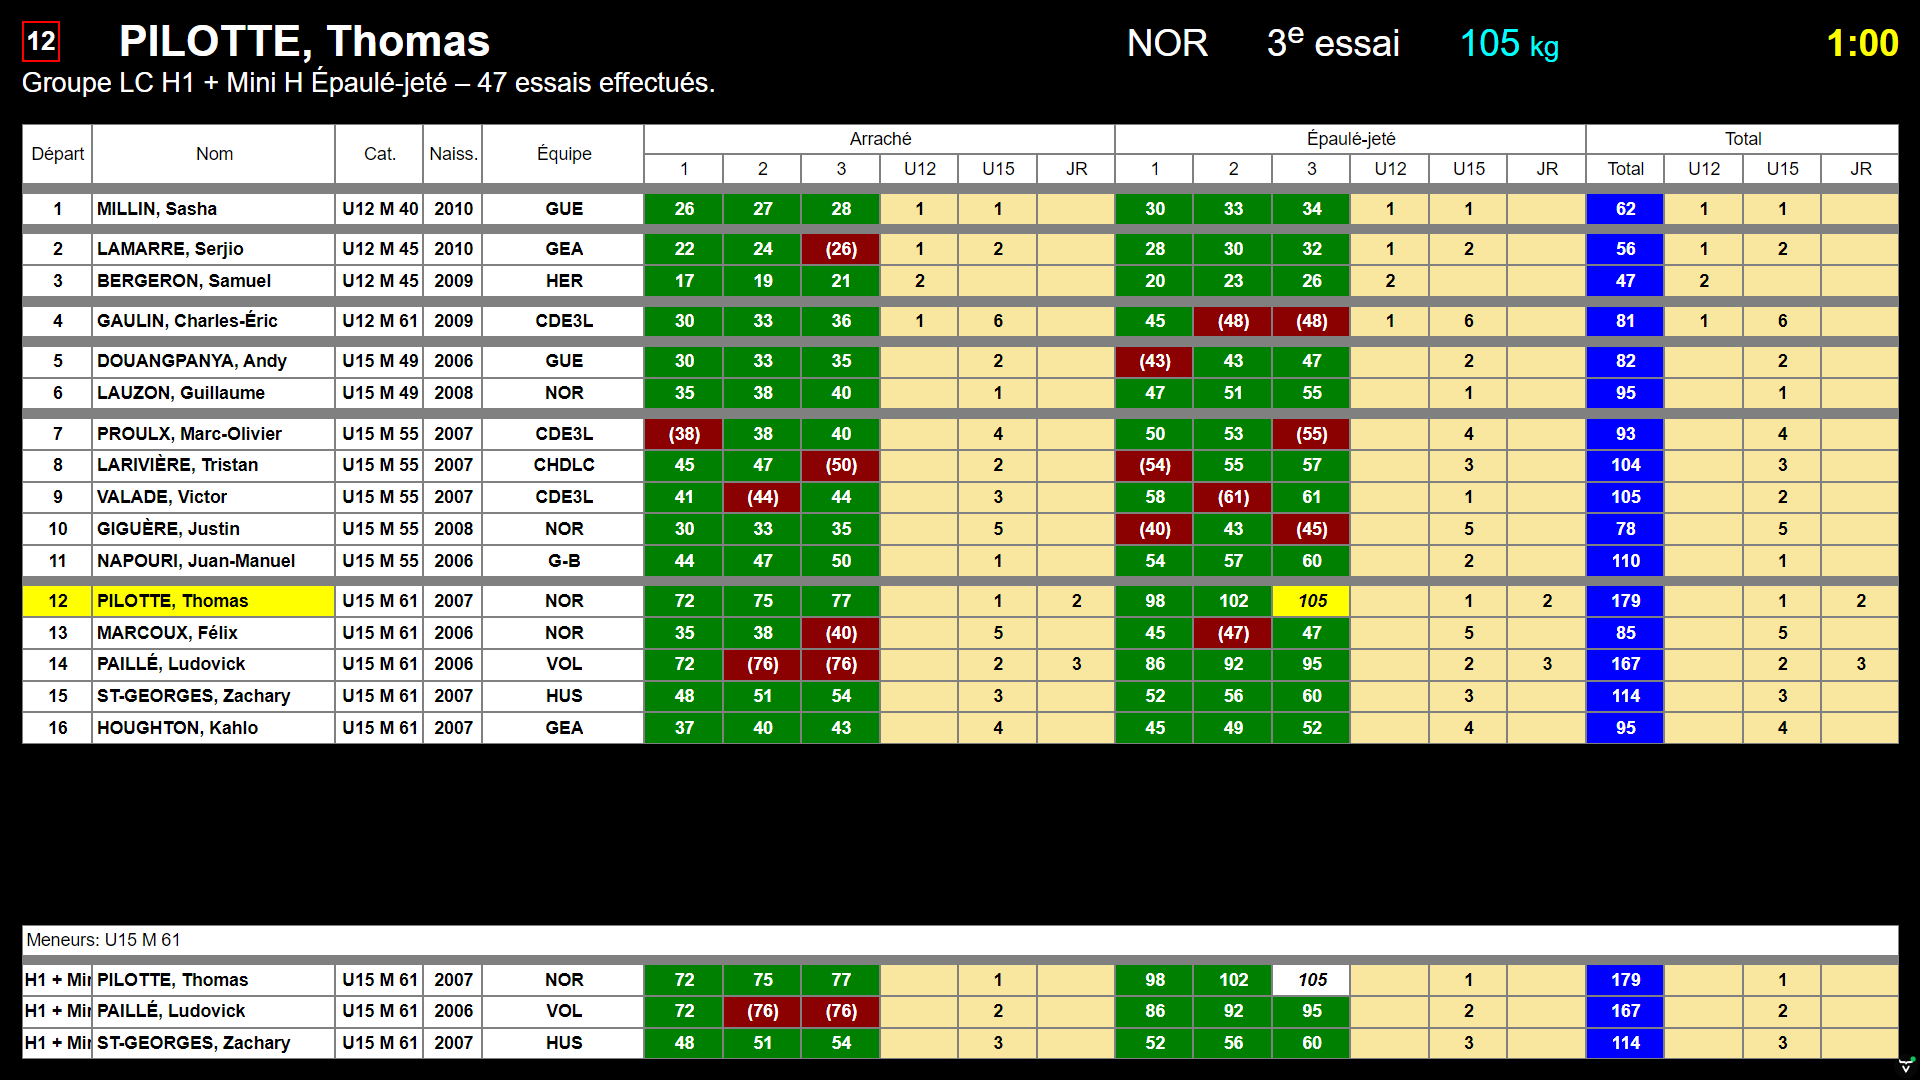 12 PILOTTE, Thomas NOR 3e essai 105 kg 1:00
Groupe LC H1 + Mini H Épaulé-jeté – 47 essais effectués.
Départ Nom Cat. Naiss. Équipe Arraché Épaulé-jeté Total
1 2 3 U12 U15 JR 1 2 3 U12 U15 JR Total U12 U15 JR
1 MILLIN, Sasha U12 M 40 2010 GUE 26 27 28 1 1 30 33 34 1 1 62 1 1
2 LAMARRE, Serjio U12 M 45 2010 GEA 22 24 (26) 1 2 28 30 32 1 2 56 1 2
3 BERGERON, Samuel U12 M 45 2009 HER 17 19 21 2 20 23 26 2 47 2
4 GAULIN, Charles-Éric U12 M 61 2009 CDE3L 30 33 36 1 6 45 (48) (48) 1 6 81 1 6
5 DOUANGPANYA, Andy U15 M 49 2006 GUE 30 33 35 2 (43) 43 47 2 82 2
6 LAUZON, Guillaume U15 M 49 2008 NOR 35 38 40 1 47 51 55 1 95 1
7 PROULX, Marc-Olivier U15 M 55 2007 CDE3L (38) 38 40 4 50 53 (55) 4 93 4
8 LARIVIÈRE, Tristan U15 M 55 2007 CHDLC 45 47 (50) 2 (54) 55 57 3 104 3
9 VALADE, Victor U15 M 55 2007 CDE3L 41 (44) 44 3 58 (61) 61 1 105 2
10 GIGUÈRE, Justin U15 M 55 2008 NOR 30 33 35 5 (40) 43 (45) 5 78 5
11 NAPOURI, Juan-Manuel U15 M 55 2006 G-B 44 47 50 1 54 57 60 2 110 1
12 PILOTTE, Thomas U15 M 61 2007 NOR 72 75 77 1 2 98 102 105 1 2 179 1 2
13 MARCOUX, Félix U15 M 61 2006 NOR 35 38 (40) 5 45 (47) 47 5 85 5
14 PAILLÉ, Ludovick U15 M 61 2006 VOL 72 (76) (76) 2 3 86 92 95 2 3 167 2 3
15 ST-GEORGES, Zachary U15 M 61 2007 HUS 48 51 54 3 52 56 60 3 114 3
16 HOUGHTON, Kahlo U15 M 61 2007 GEA 37 40 43 4 45 49 52 4 95 4
Meneurs: U15 M 61
H1 + Min PILOTTE, Thomas U15 M 61 2007 NOR 72 75 77 1 98 102 105 1 179 1
H1 + Min PAILLÉ, Ludovick U15 M 61 2006 VOL 72 (76) (76) 2 86 92 95 2 167 2
H1 + Min ST-GEORGES, Zachary U15 M 61 2007 HUS 48 51 54 3 52 56 60 3 114 3